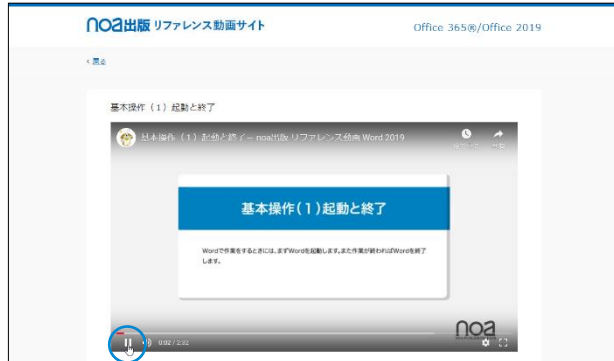 noa出版 リファレンス動画サイト
Office 365®/Office 2019
< 戻る
基本操作（1）起動と終了
基本操作（1）起動と終了 – noa出版 リファレンス動画 Word 2019
基本操作（1）起動と終了
Wordで作業をするときには、まずWordを起動します。また作業が終わればWordを終了
します。
noa
0:02 / 2:32